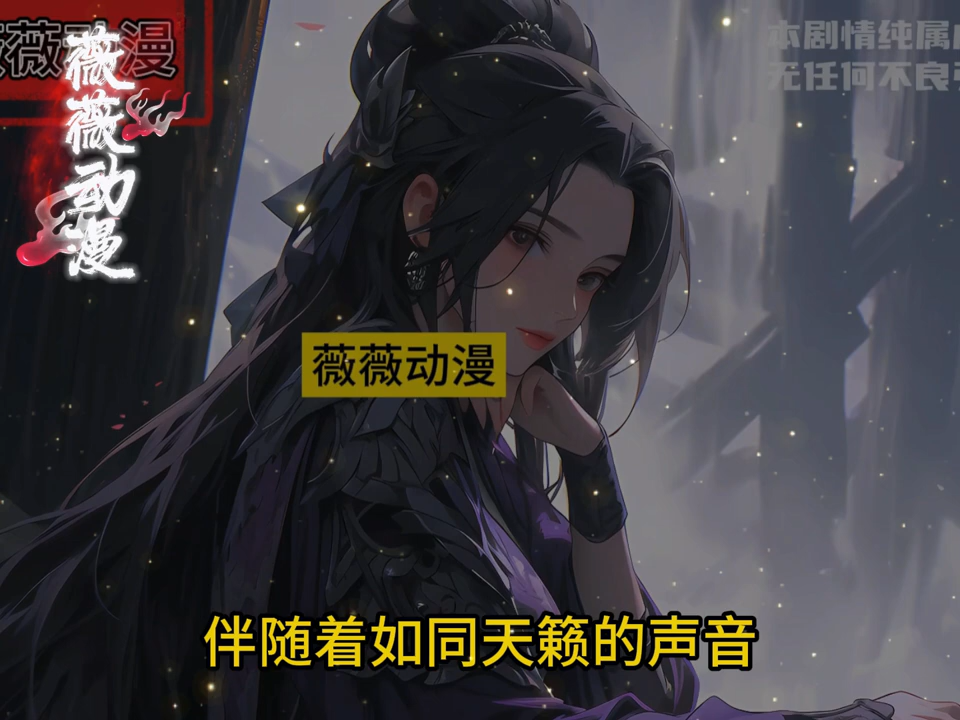 薇薇动漫
薇薇动漫
本剧情纯属
无任何不良
薇薇动漫
伴随着如同天籁的声音